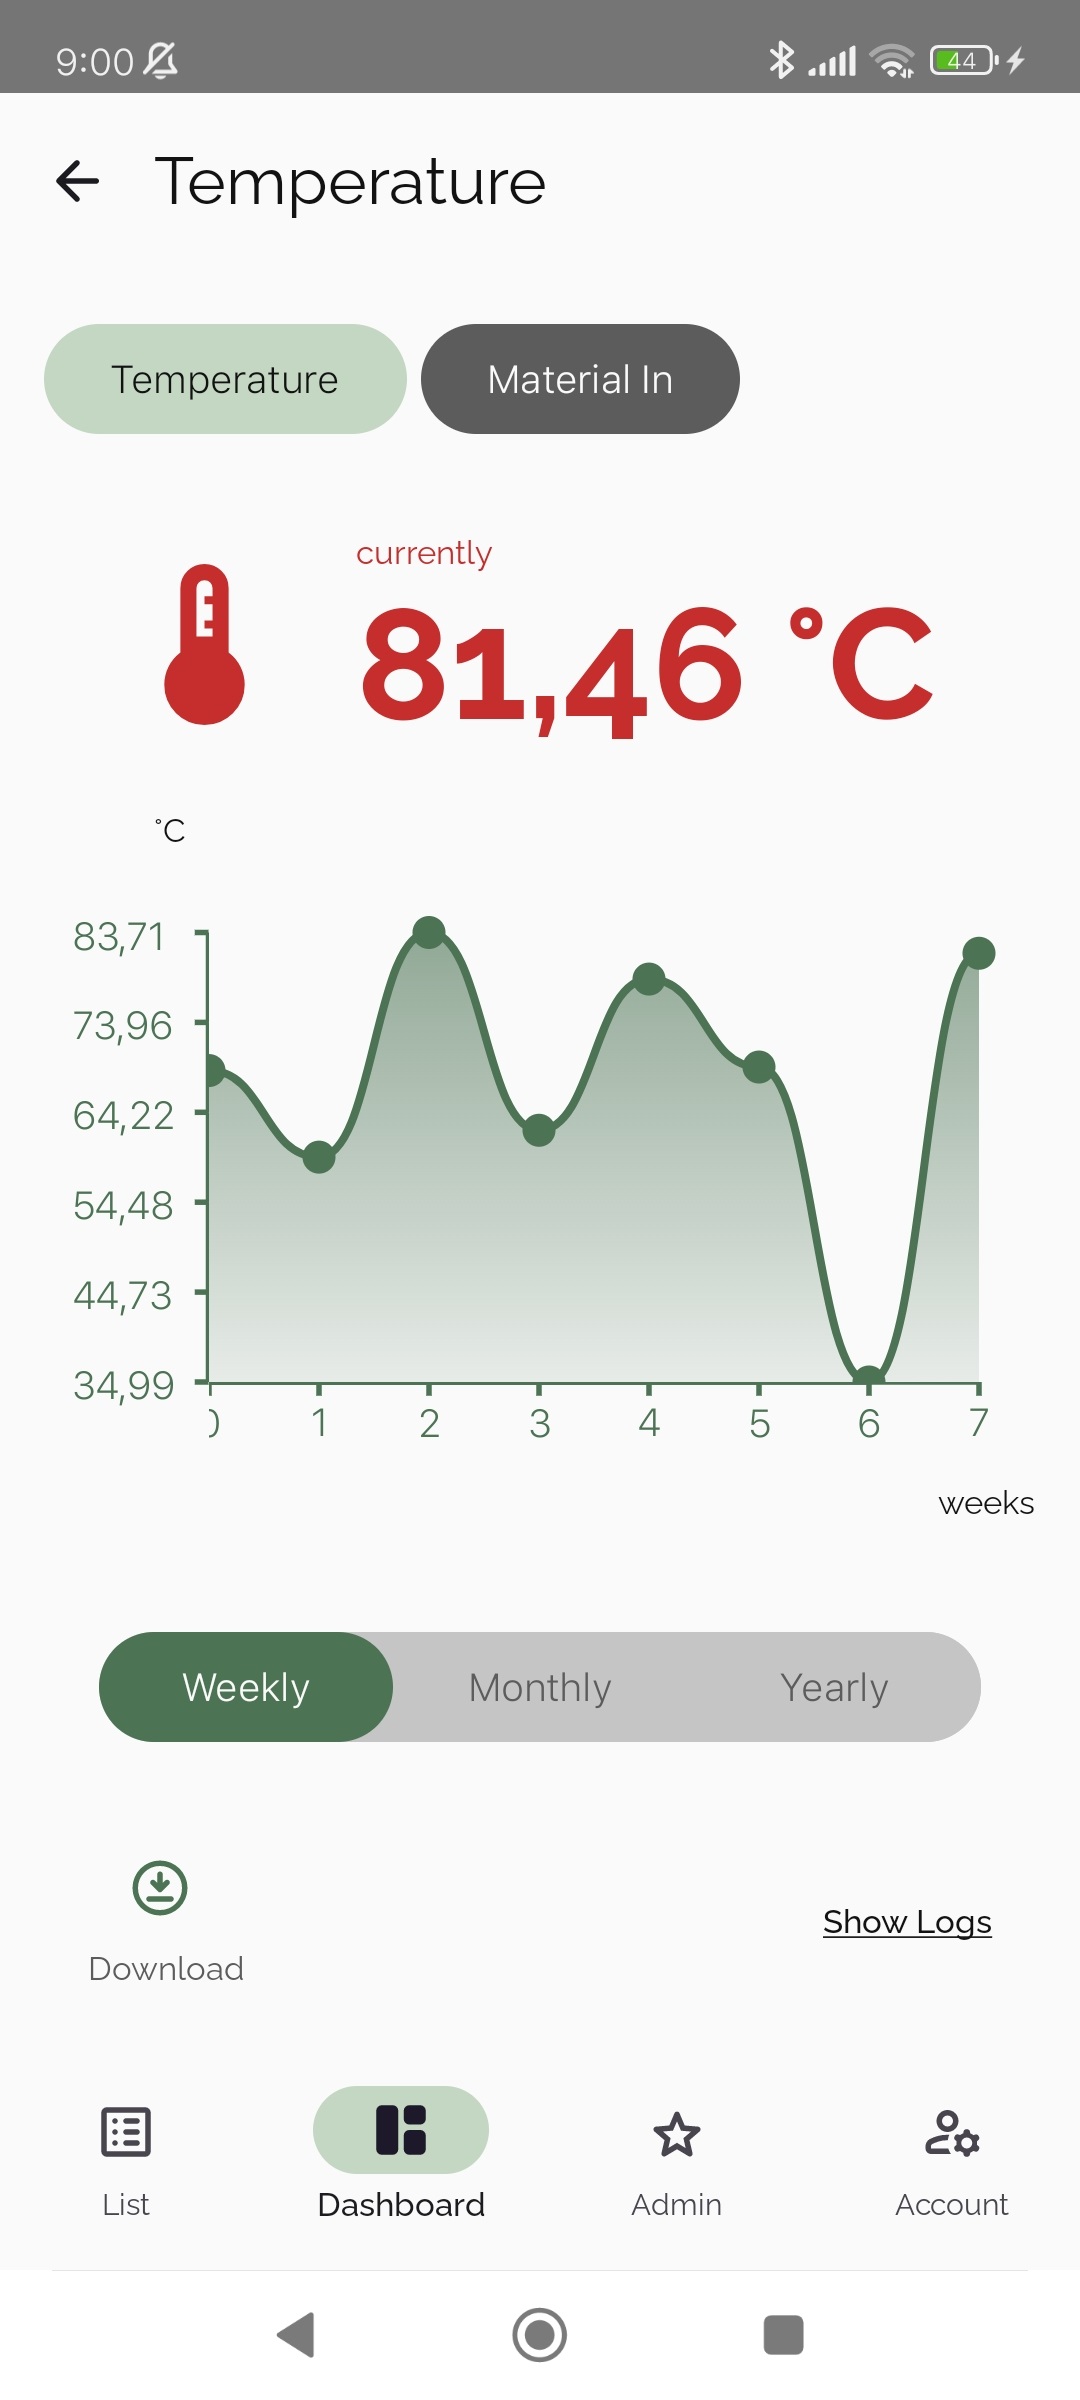 9:00
44
Temperature
Temperature
Material In
currently
81,46 °C
°C
83,71
73,96
64,22
54,48
44,73
34,99
1 2 3 4 5 6 7
weeks
Weekly
Monthly
Yearly
Download
Show Logs
List
Dashboard
Admin
Account